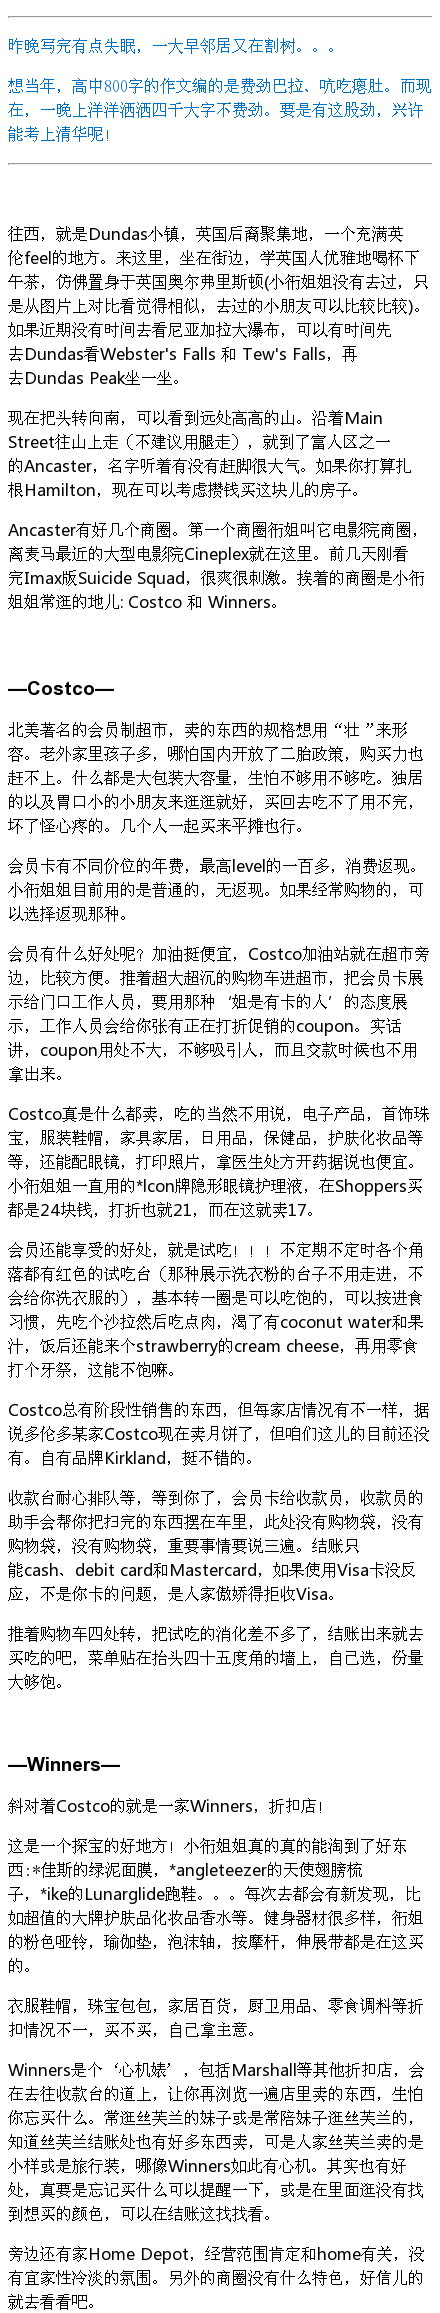 昨晚写完有点失眠，一大早邻居又在割树。。。
想当年，高中800字的作文编的是费劲巴拉、吭吃瘪肚。而现
在，一晚上洋洋洒洒四千大字不费劲。要是有这股劲，兴许
能考上清华呢！
往西，就是Dundas小镇，英国后裔聚集地，一个充满英
伦feel的地方。来这里，坐在街边，学英国人优雅地喝杯下
午茶，仿佛置身于英国奥尔弗里斯顿(小衔姐姐没有去过，只
是从图片上对比看觉得相似，去过的小朋友可以比较比较)。
如果近期没有时间去看尼亚加拉大瀑布，可以有时间先
去Dundas看Webster's Falls 和 Tew's Falls，再
去Dundas Peak坐一坐。
现在把头转向南，可以看到远处高高的山。沿着Main
Street往山上走（不建议用腿走），就到了富人区之一
的Ancaster，名字听着有没有赶脚很大气。如果你打算扎
根Hamilton，现在可以考虑攒钱买这块儿的房子。
Ancaster有好几个商圈。第一个商圈衔姐叫它电影院商圈，
离麦马最近的大型电影院Cineplex就在这里。前几天刚看
完Imax版Suicide Squad，很爽很刺激。挨着的商圈是小衔
姐姐常逛的地儿: Costco 和 Winners。
—Costco—
北美著名的会员制超市，卖的东西的规格想用“壮 ”来形
容。老外家里孩子多，哪怕国内开放了二胎政策，购买力也
赶不上。什么都是大包装大容量，生怕不够用不够吃。独居
的以及胃口小的小朋友来逛逛就好，买回去吃不了用不完，
坏了怪心疼的。几个人一起买来平摊也行。
会员卡有不同价位的年费，最高level的一百多，消费返现。
小衔姐姐目前用的是普通的，无返现。如果经常购物的，可
以选择返现那种。
会员有什么好处呢？加油挺便宜，Costco加油站就在超市旁
边，比较方便。推着超大超沉的购物车进超市，把会员卡展
示给门口工作人员，要用那种‘姐是有卡的人’的态度展
示，工作人员会给你张有正在打折促销的coupon。实话
讲，coupon用处不大，不够吸引人，而且交款时候也不用
拿出来。
Costco真是什么都卖，吃的当然不用说，电子产品，首饰珠
宝，服装鞋帽，家具家居，日用品，保健品，护肤化妆品等
等，还能配眼镜，打印照片，拿医生处方开药据说也便宜。
小衔姐姐一直用的*lcon牌隐形眼镜护理液，在Shoppers买
都是24块钱，打折也就21，而在这就卖17。
会员还能享受的好处，就是试吃！！！不定期不定时各个角
落都有红色的试吃台（那种展示洗衣粉的台子不用走进，不
会给你洗衣服的），基本转一圈是可以吃饱的，可以按进食
习惯，先吃个沙拉然后吃点肉，渴了有coconut water和果
汁，饭后还能来个strawberry的cream cheese，再用零食
打个牙祭，这能不饱嘛。
Costco总有阶段性销售的东西，但每家店情况有不一样，据
说多伦多某家Costco现在卖月饼了，但咱们这儿的目前还没
有。自有品牌Kirkland，挺不错的。
收款台耐心排队等，等到你了，会员卡给收款员，收款员的
助手会帮你把扫完的东西摆在车里，此处没有购物袋，没有
购物袋，没有购物袋，重要事情要说三遍。结账只
能cash、debit card和Mastercard，如果使用Visa卡没反
应，不是你卡的问题，是人家傲娇得拒收Visa。
推着购物车四处转，把试吃的消化差不多了，结账出来就去
买吃的吧，菜单贴在抬头四十五度角的墙上，自己选，份量
大够饱。
—Winners—
斜对着Costco的就是一家Winners，折扣店！
这是一个探宝的好地方！小衔姐姐真的真的能淘到了好东
西:*佳斯的绿泥面膜，*angleteezer的天使翅膀梳
子，*ike的Lunarglide跑鞋。。。每次去都会有新发现，比
如超值的大牌护肤品化妆品香水等。健身器材很多样，衔姐
的粉色哑铃，瑜伽垫，泡沫轴，按摩杆，伸展带都是在这买
的。
衣服鞋帽，珠宝包包，家居百货，厨卫用品、零食调料等折
扣情况不一，买不买，自己拿主意。
Winners是个‘心机婊’，包括Marshall等其他折扣店，会
在去往收款台的道上，让你再浏览一遍店里卖的东西，生怕
你忘买什么。常逛丝芙兰的妹子或是常陪妹子逛丝芙兰的，
知道丝芙兰结账处也有好多东西卖，可是人家丝芙兰卖的是
小样或是旅行装，哪像Winners如此有心机。其实也有好
处，真要是忘记买什么可以提醒一下，或是在里面逛没有找
到想买的颜色，可以在结账这找找看。
旁边还有家Home Depot，经营范围肯定和home有关，没
有宜家性冷淡的氛围。另外的商圈没有什么特色，好信儿的
就去看看吧。